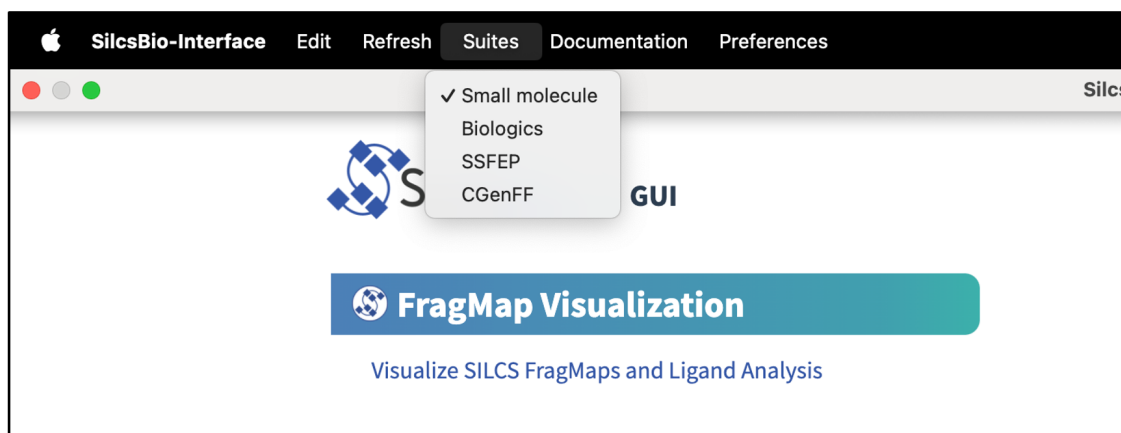 SilcsBio-Interface Edit Refresh Suites Documentation Preferences
Silcs
✓ Small molecule
Biologics
SSFEP
CGenFF
S GUI
FragMap Visualization
Visualize SILCS FragMaps and Ligand Analysis